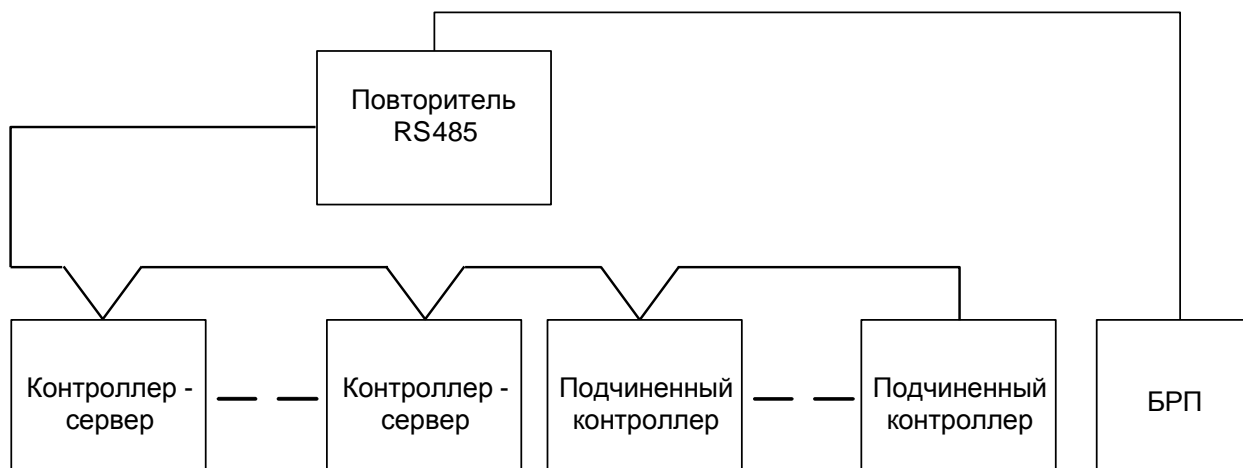 Повторитель
RS485
Контроллер -
сервер
Контроллер -
сервер
Подчиненный
контроллер
Подчиненный
контроллер
БРП